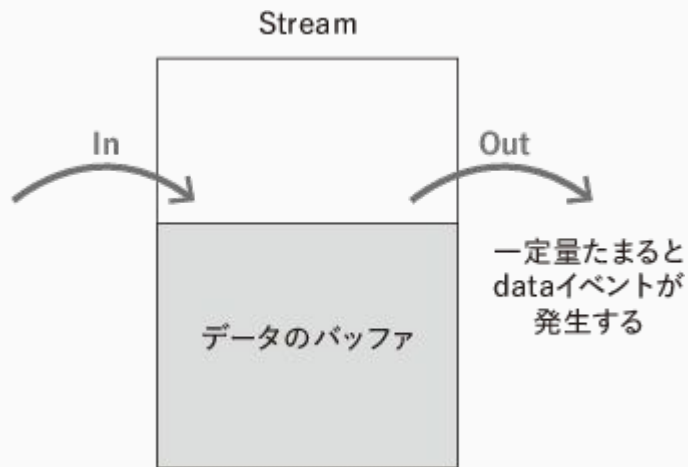 Stream
In
Out
一定量たまると
dataイベントが
発生する
データのバッファ